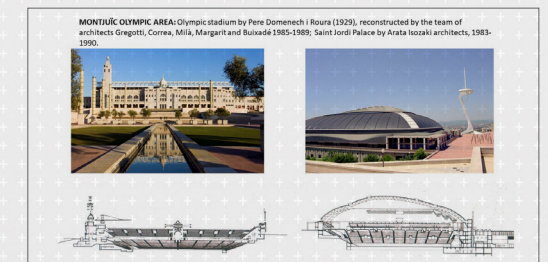 MONTJUÏC OLYMPIC AREA: Olympic stadium by Pere Domenech i Roura (1929), reconstructed by the team of
architects Gregotti, Correa, Milà, Margarit and Buixadé 1985-1989; Saint Jordi Palace by Arata Isozaki architects, 1983-
1990.